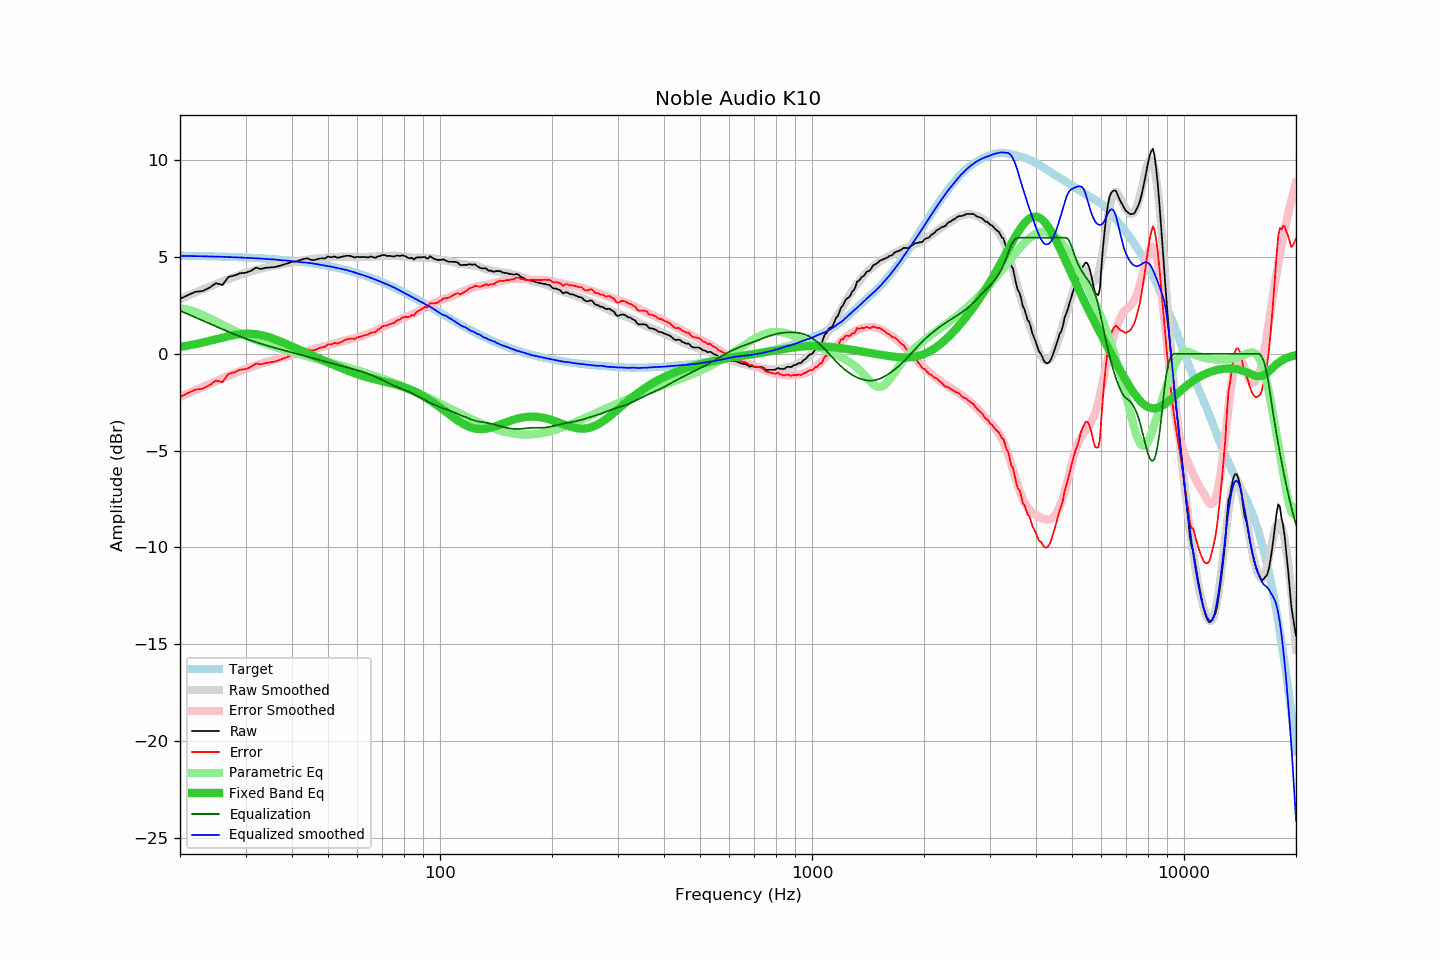 Noble Audio K10
10
5
0
−5
−10
−15
−20
−25
Amplitude (dBr)
Target
Raw Smoothed
Error Smoothed
Raw
Error
Parametric Eq
Fixed Band Eq
Equalization
Equalized smoothed
100
1000
10000
Frequency (Hz)